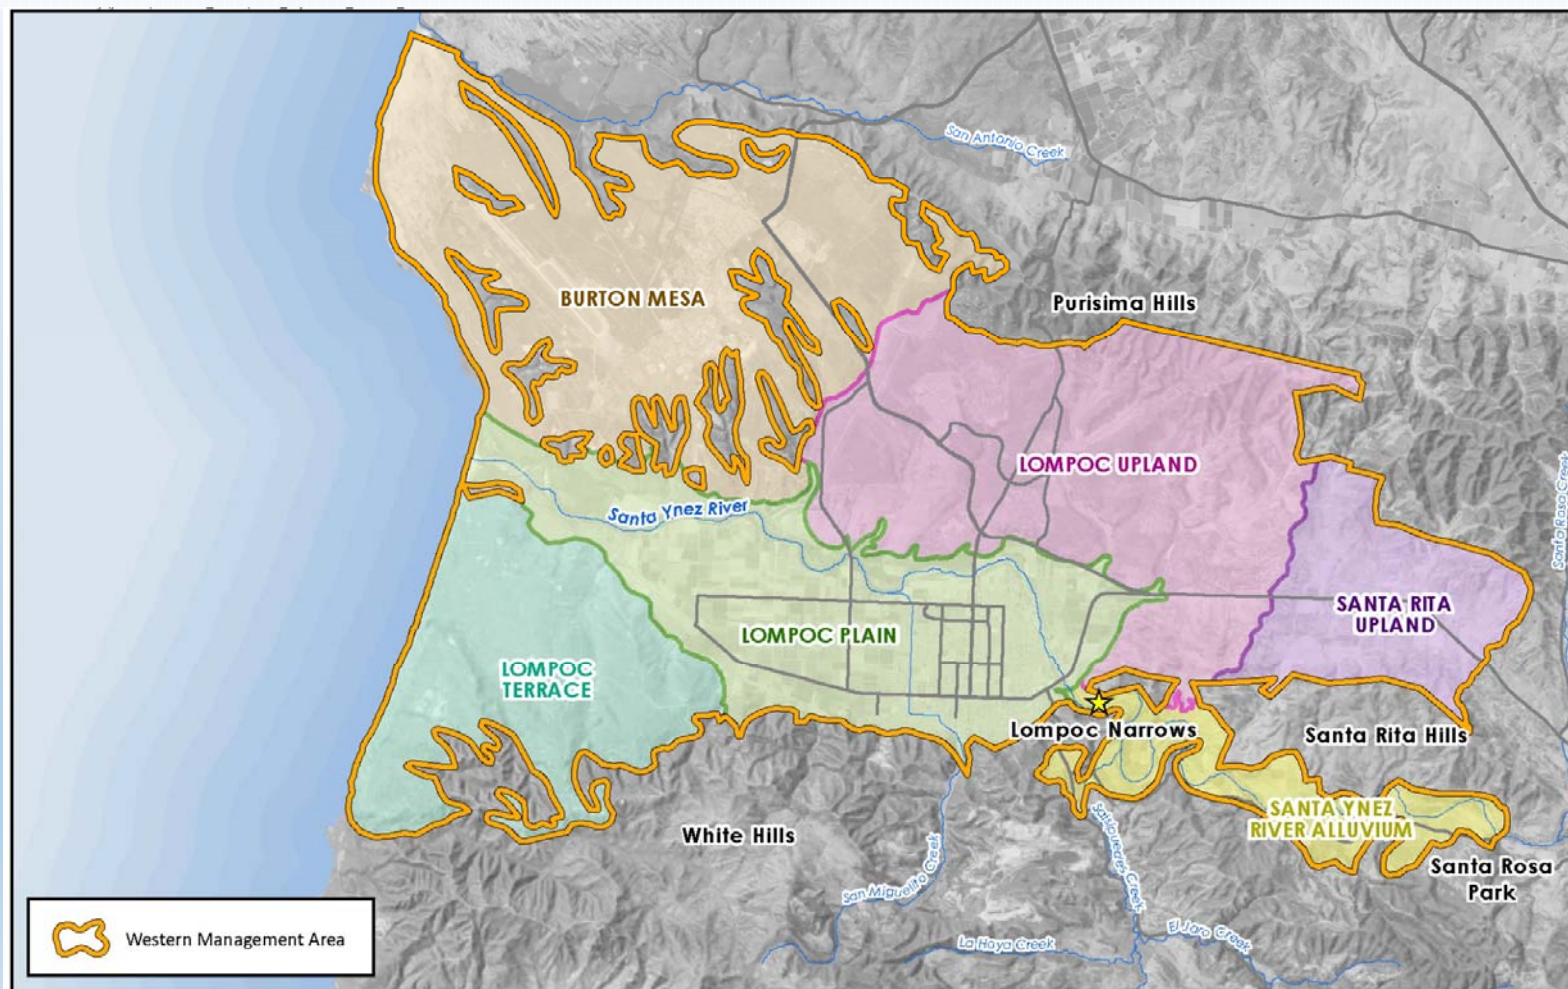 San Antonio Creek
BURTON MESA
Purisima Hills
LOMPOC UPLAND
Santa Ynez River
Santa Rosa Creek
SANTA RITA
UPLAND
LOMPOC PLAIN
LOMPOC
TERRACE
Lompoc Narrows
Santa Rita Hills
SANTA YNEZ
RIVER ALLUVIUM
White Hills
Santa Rosa
Park
San Miguelito Creek
Salsipuedes Creek
El Jaro Creek
La Hoya Creek
Western Management Area